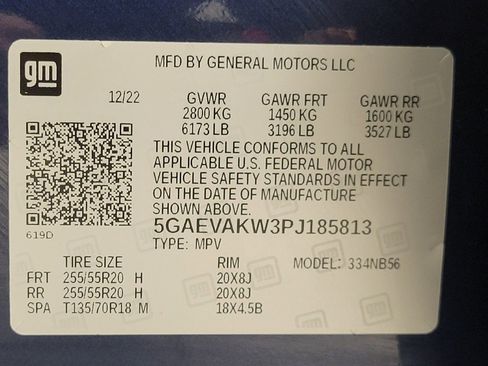 gm
MFD BY GENERAL MOTORS LLC
12/22 GVWR GAWR FRT GAWR RR
2800 KG 1450 KG 1600 KG
6173 LB 3196 LB 3527 LB
THIS VEHICLE CONFORMS TO ALL
APPLICABLE U.S. FEDERAL MOTOR
VEHICLE SAFETY STANDARDS IN EFFECT
ON THE DATE OF MANUFACTURE
SHOWN ABOVE.
619D
5GAEVAKW3PJ185813
TYPE: MPV
TIRE SIZE RIM MODEL: 334NB56
FRT 255/55R20 H 20X8J
RR 255/55R20 H 20X8J
SPA T135/70R18 M 18X4.5B